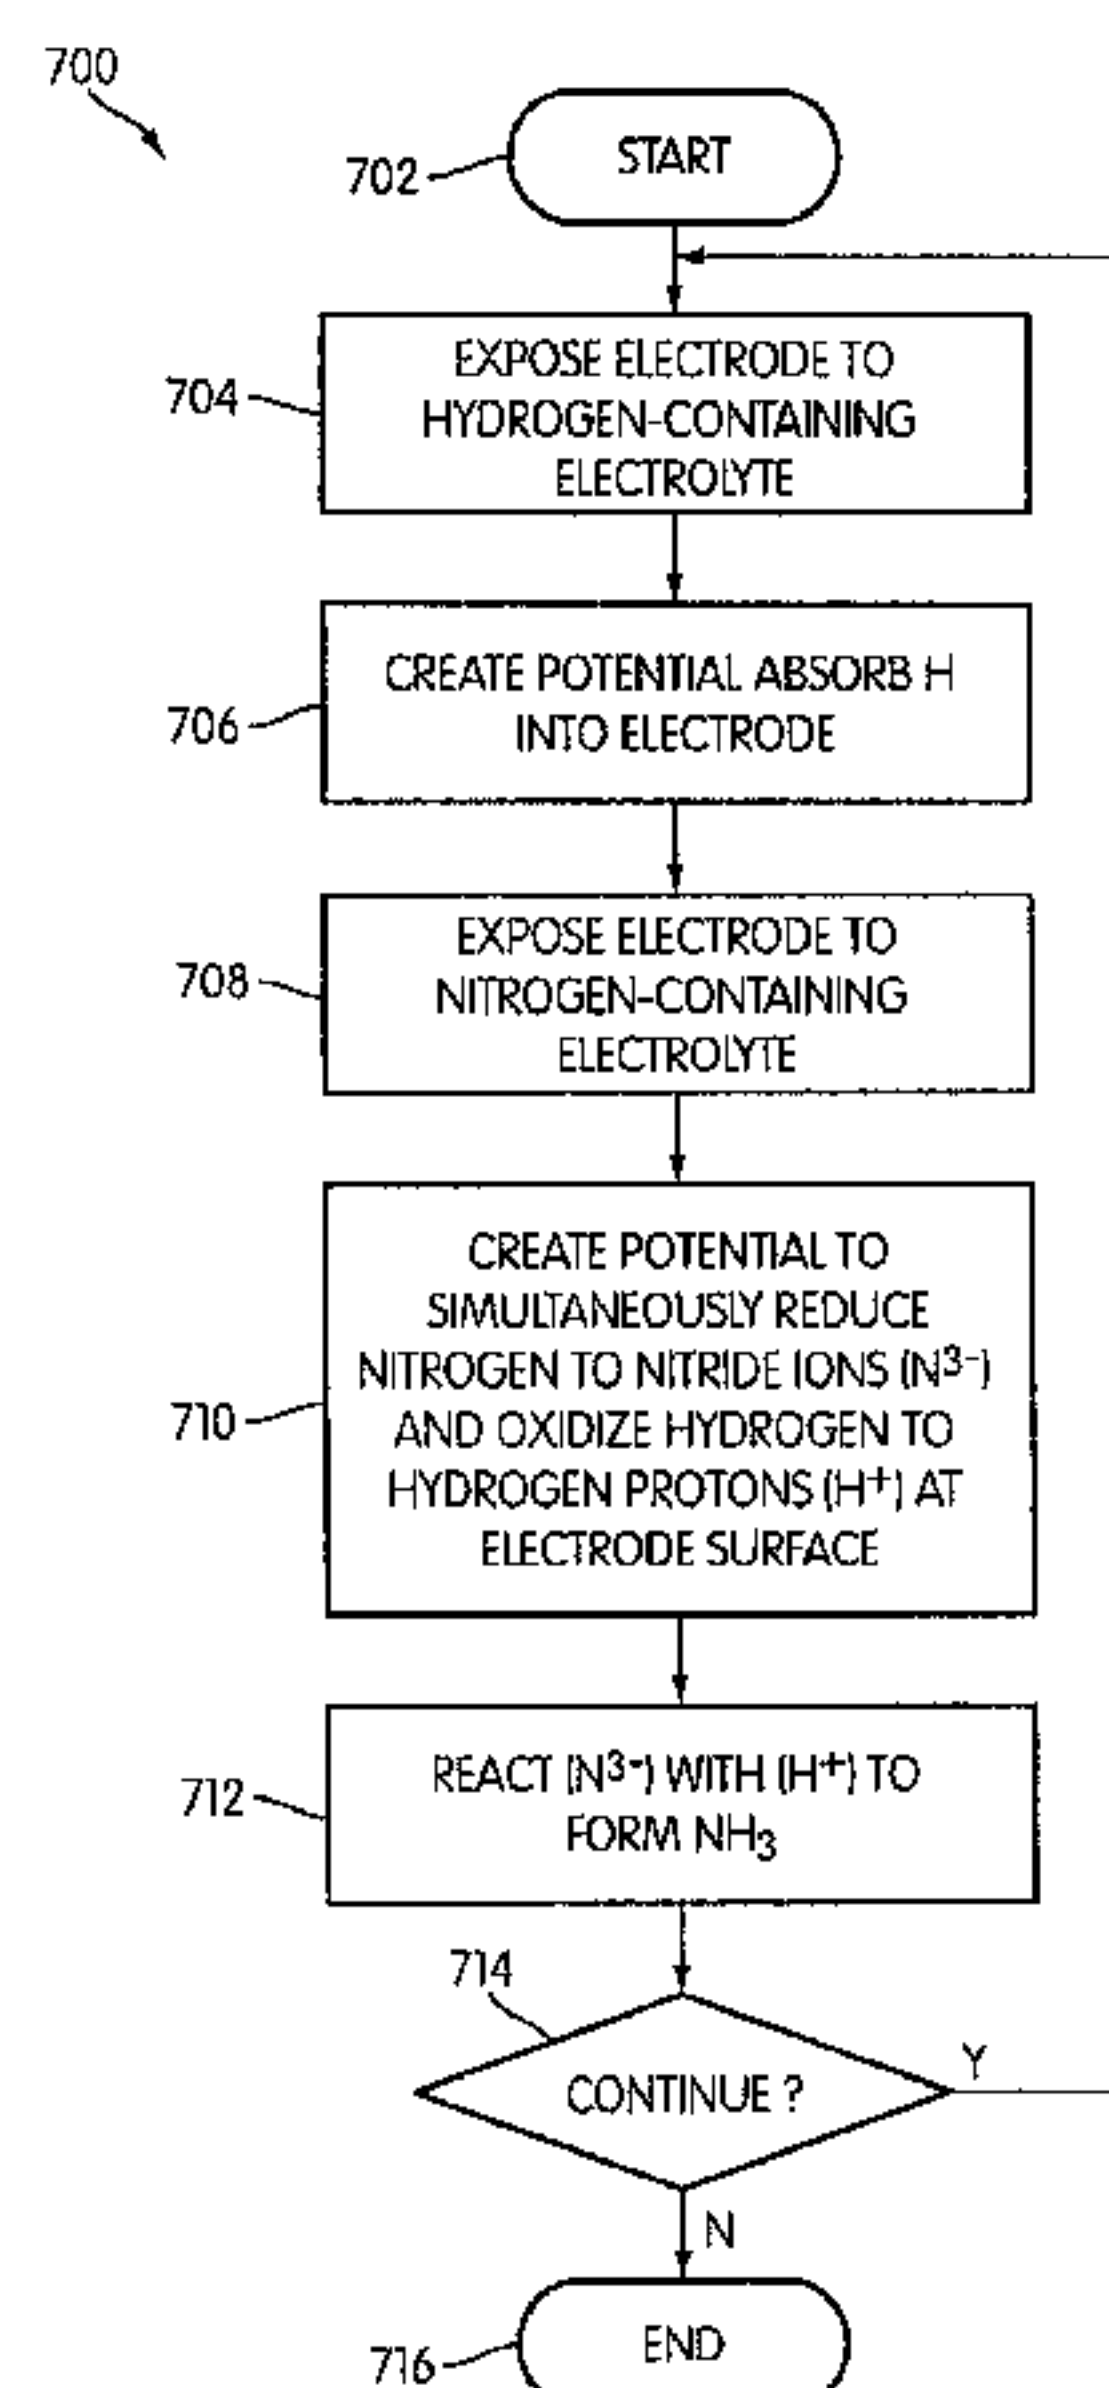 700
702
START
704
EXPOSE ELECTRODE TO
HYDROGEN-CONTAINING
ELECTROLYTE
706
CREATE POTENTIAL ABSORB H
INTO ELECTRODE
708
EXPOSE ELECTRODE TO
NITROGEN-CONTAINING
ELECTROLYTE
710
CREATE POTENTIAL TO
SIMULTANEOUSLY REDUCE
NITROGEN TO NITRIDE IONS (N³⁻)
AND OXIDIZE HYDROGEN TO
HYDROGEN PROTONS (H⁺) AT
ELECTRODE SURFACE
712
REACT (N³⁻) WITH (H⁺) TO
FORM NH₃
714
CONTINUE ?
Y
N
716
END